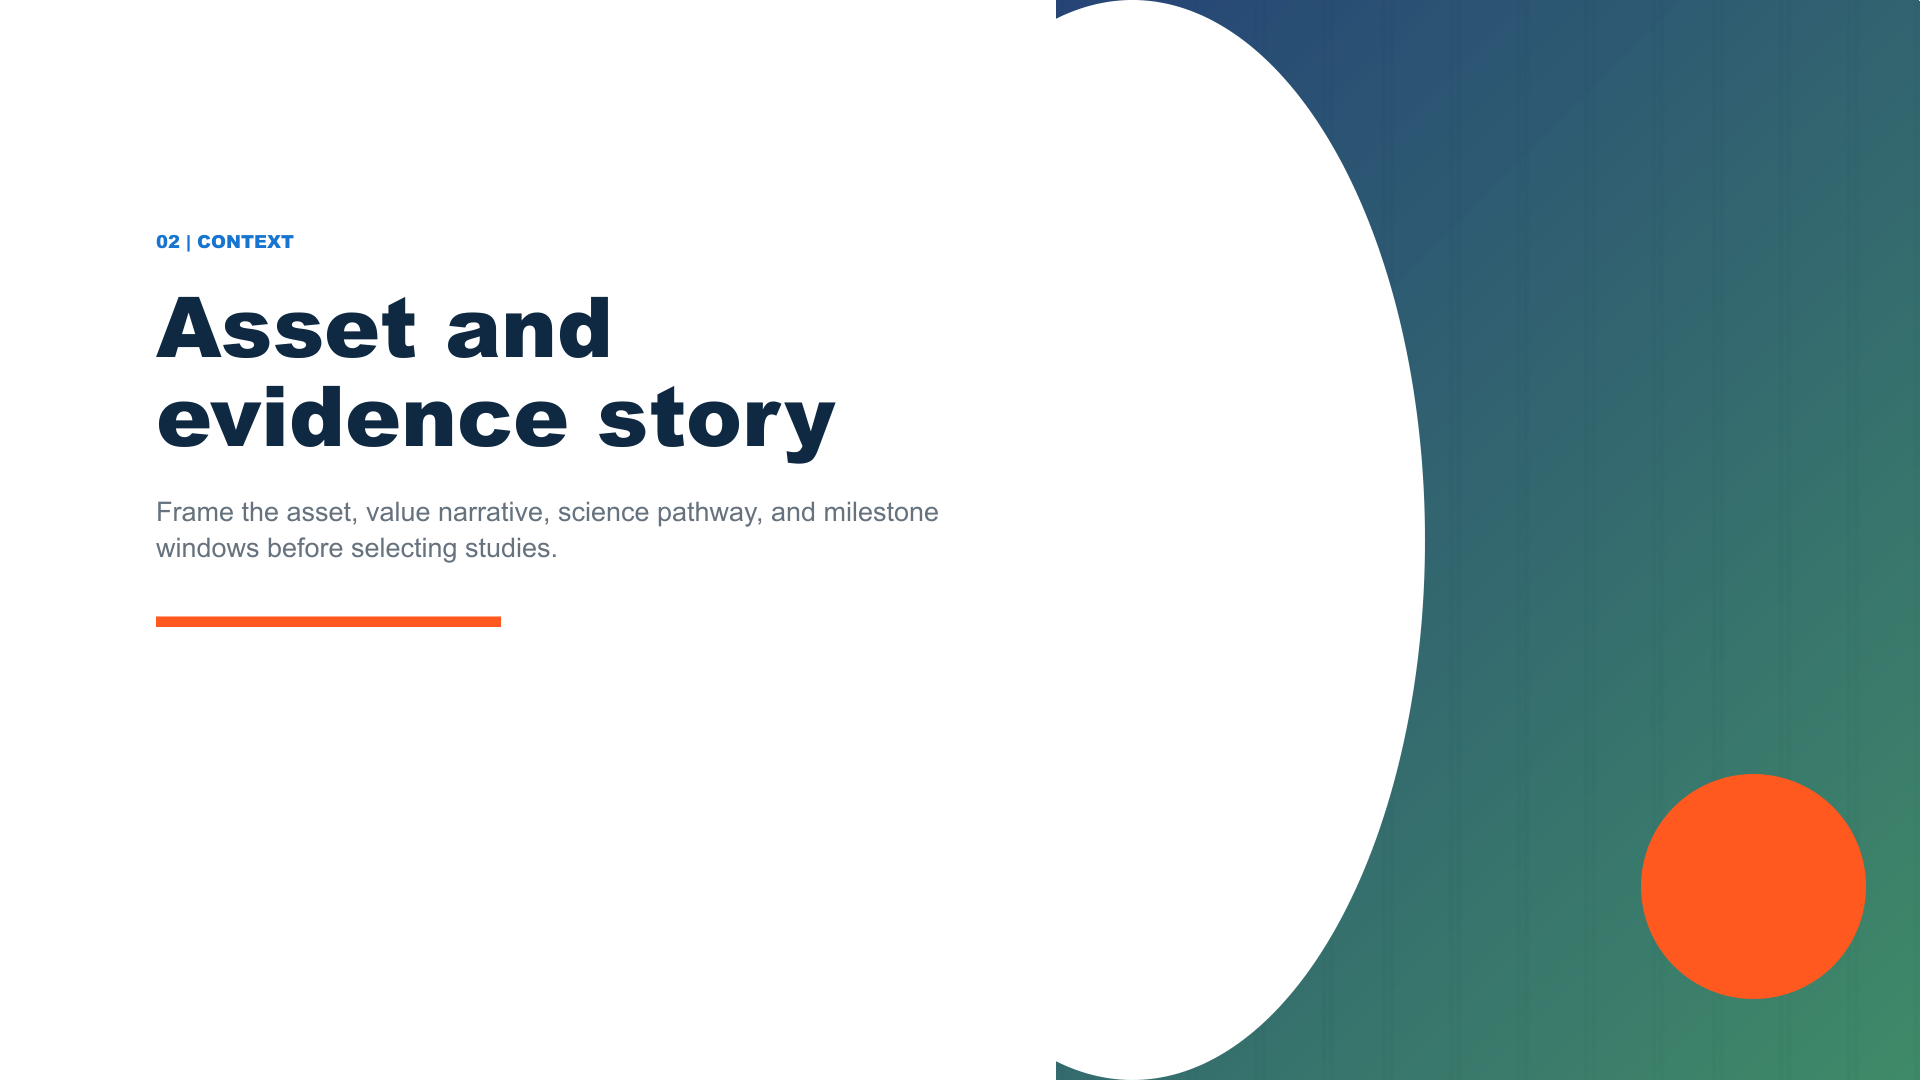 02 | CONTEXT
Asset and
evidence story
Frame the asset, value narrative, science pathway, and milestone
windows before selecting studies.